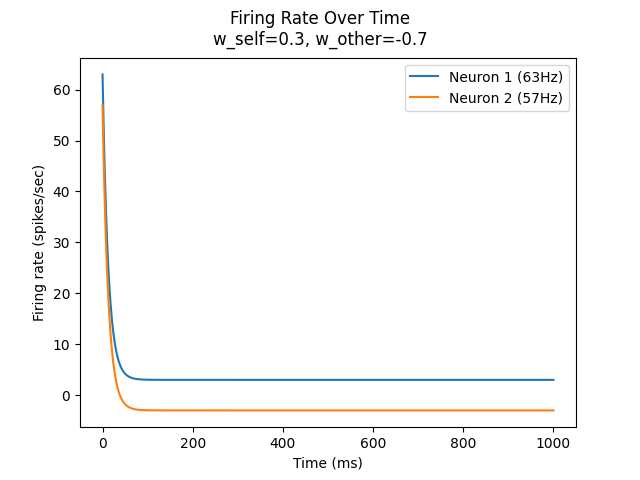 Firing Rate Over Time
w_self=0.3, w_other=-0.7
Neuron 1 (63Hz)
Neuron 2 (57Hz)
Firing rate (spikes/sec)
60
50
40
30
20
10
0
0
200
400
600
800
1000
Time (ms)